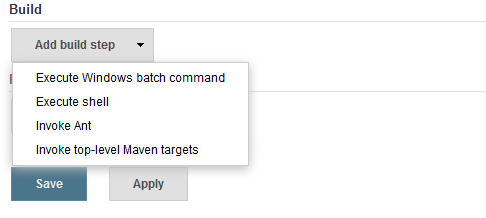 Build
Add build step
Execute Windows batch command
Execute shell
Invoke Ant
Invoke top-level Maven targets
Save
Apply